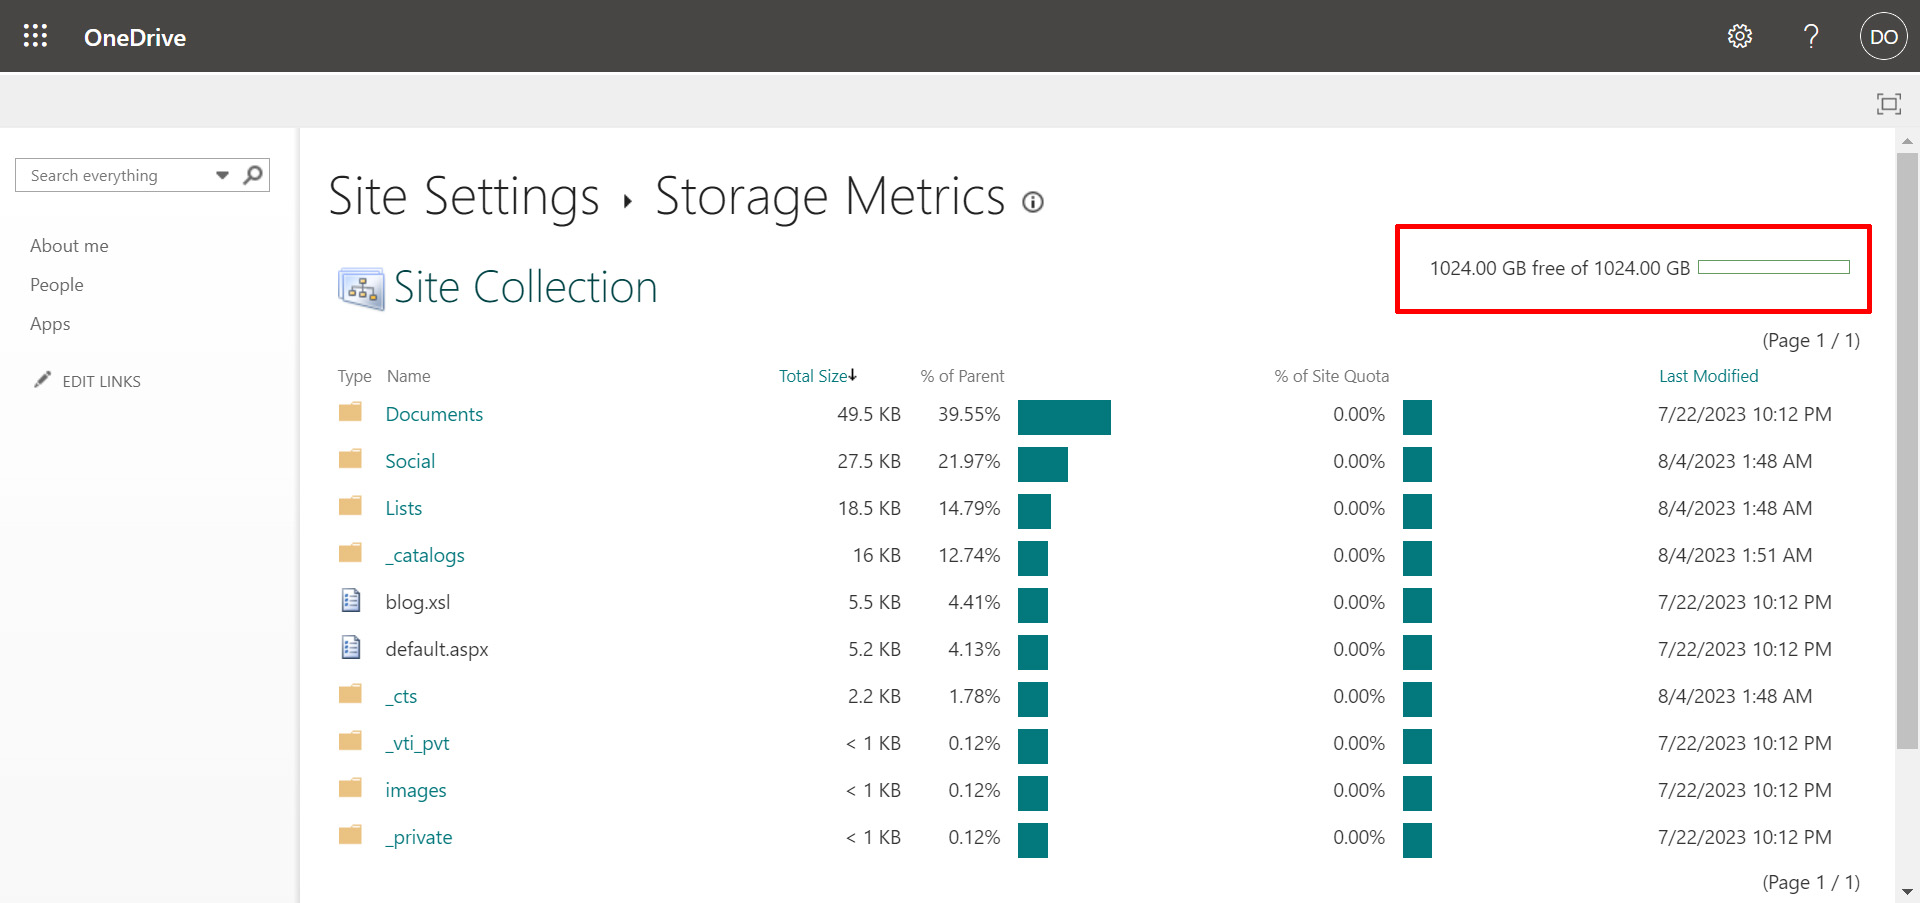 OneDrive
?
DO
Search everything
About me
People
Apps
EDIT LINKS
Site Settings ▸ Storage Metrics
Site Collection
1024.00 GB free of 1024.00 GB
(Page 1 / 1)
Type Name Total Size↓ % of Parent % of Site Quota Last Modified
Documents 49.5 KB 39.55% 0.00% 7/22/2023 10:12 PM
Social 27.5 KB 21.97% 0.00% 8/4/2023 1:48 AM
Lists 18.5 KB 14.79% 0.00% 8/4/2023 1:48 AM
_catalogs 16 KB 12.74% 0.00% 8/4/2023 1:51 AM
blog.xsl 5.5 KB 4.41% 0.00% 7/22/2023 10:12 PM
default.aspx 5.2 KB 4.13% 0.00% 7/22/2023 10:12 PM
_cts 2.2 KB 1.78% 0.00% 8/4/2023 1:48 AM
_vti_pvt < 1 KB 0.12% 0.00% 7/22/2023 10:12 PM
images < 1 KB 0.12% 0.00% 7/22/2023 10:12 PM
_private < 1 KB 0.12% 0.00% 7/22/2023 10:12 PM
(Page 1 / 1)